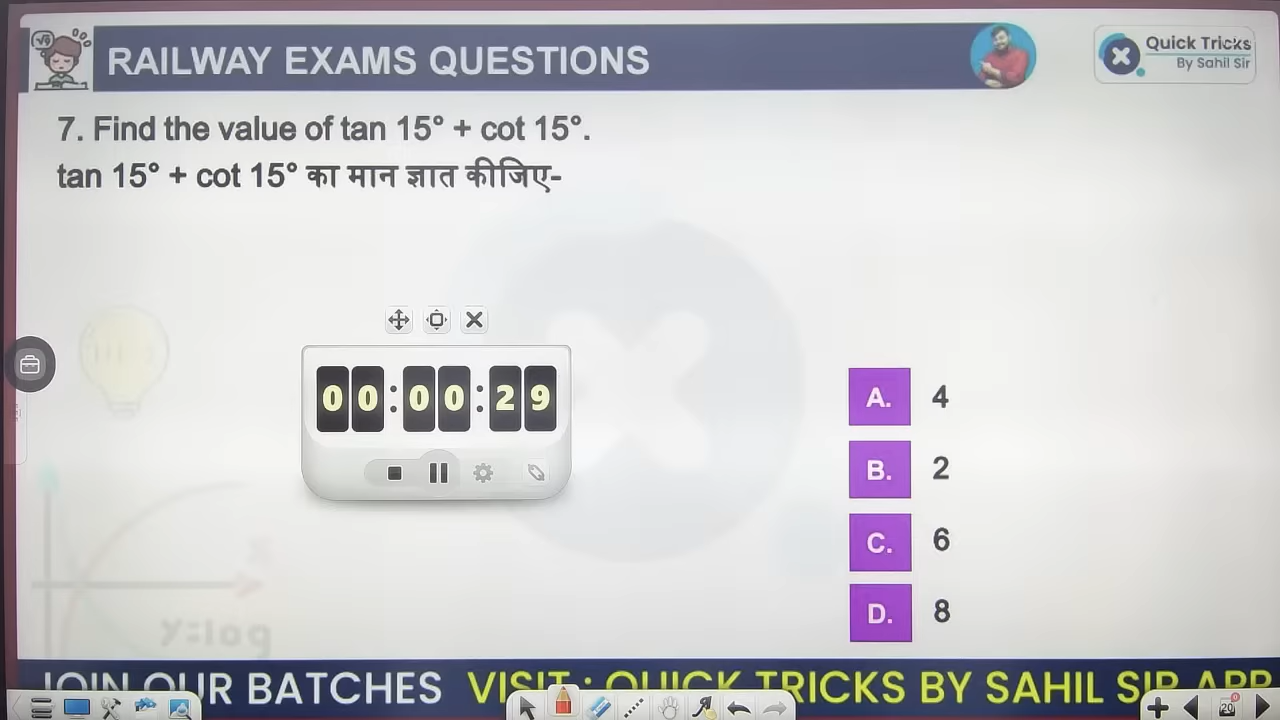 RAILWAY EXAMS QUESTIONS
Quick Tricks
By Sahil Sir
7. Find the value of tan 15° + cot 15°.
tan 15° + cot 15° का मान ज्ञात कीजिए-
00:00:29
A. 4
B. 2
C. 6
D. 8
y=log
JOIN OUR BATCHES VISIT : QUICK TRICKS BY SAHIL SIR APP
20